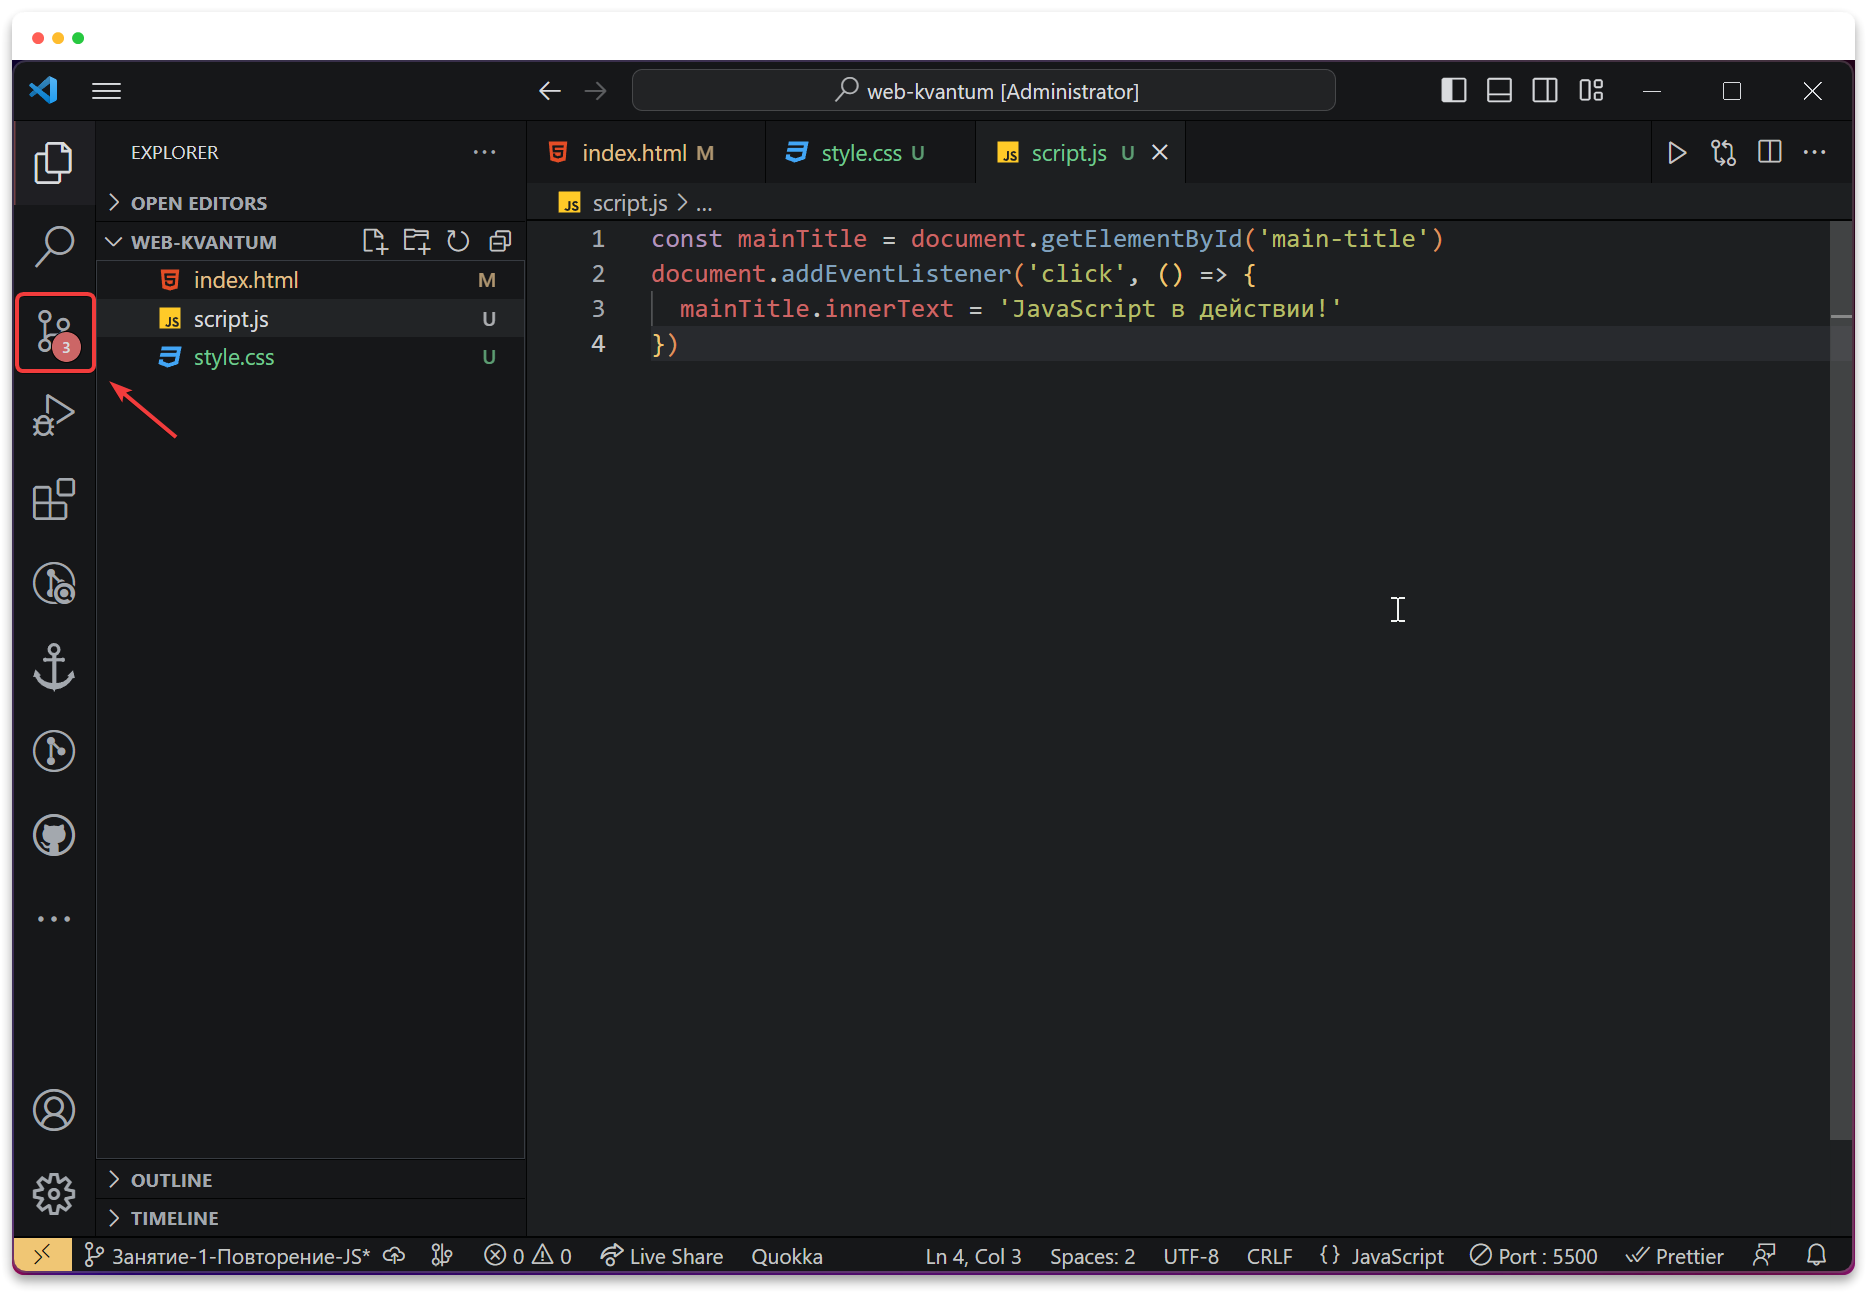 web-kvantum [Administrator]
EXPLORER
OPEN EDITORS
WEB-KVANTUM
index.html M
script.js U
style.css U
3
OUTLINE
TIMELINE
index.html M
style.css U
JS script.js U
JS script.js > ...
1 const mainTitle = document.getElementById('main-title')
2 document.addEventListener('click', () => {
3 mainTitle.innerText = 'JavaScript в действии!'
4 })
Занятие-1-Повторение-JS* 0 0 Live Share Quokka Ln 4, Col 3 Spaces: 2 UTF-8 CRLF {} JavaScript Port : 5500 Prettier